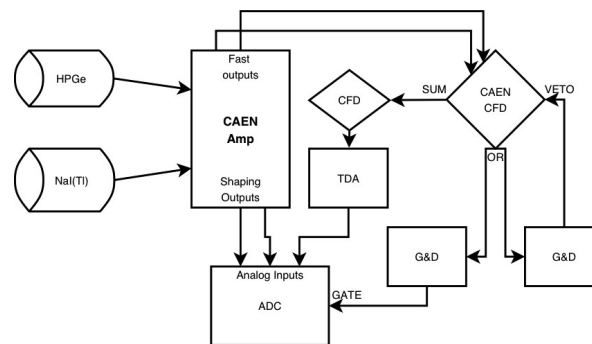 Fast
outputs
HPGe
CAEN
Amp
NaI(Tl)
Shaping
Outputs
CFD
SUM
CAEN
CFD
VETO
OR
TDA
G&D
G&D
Analog Inputs
ADC
GATE